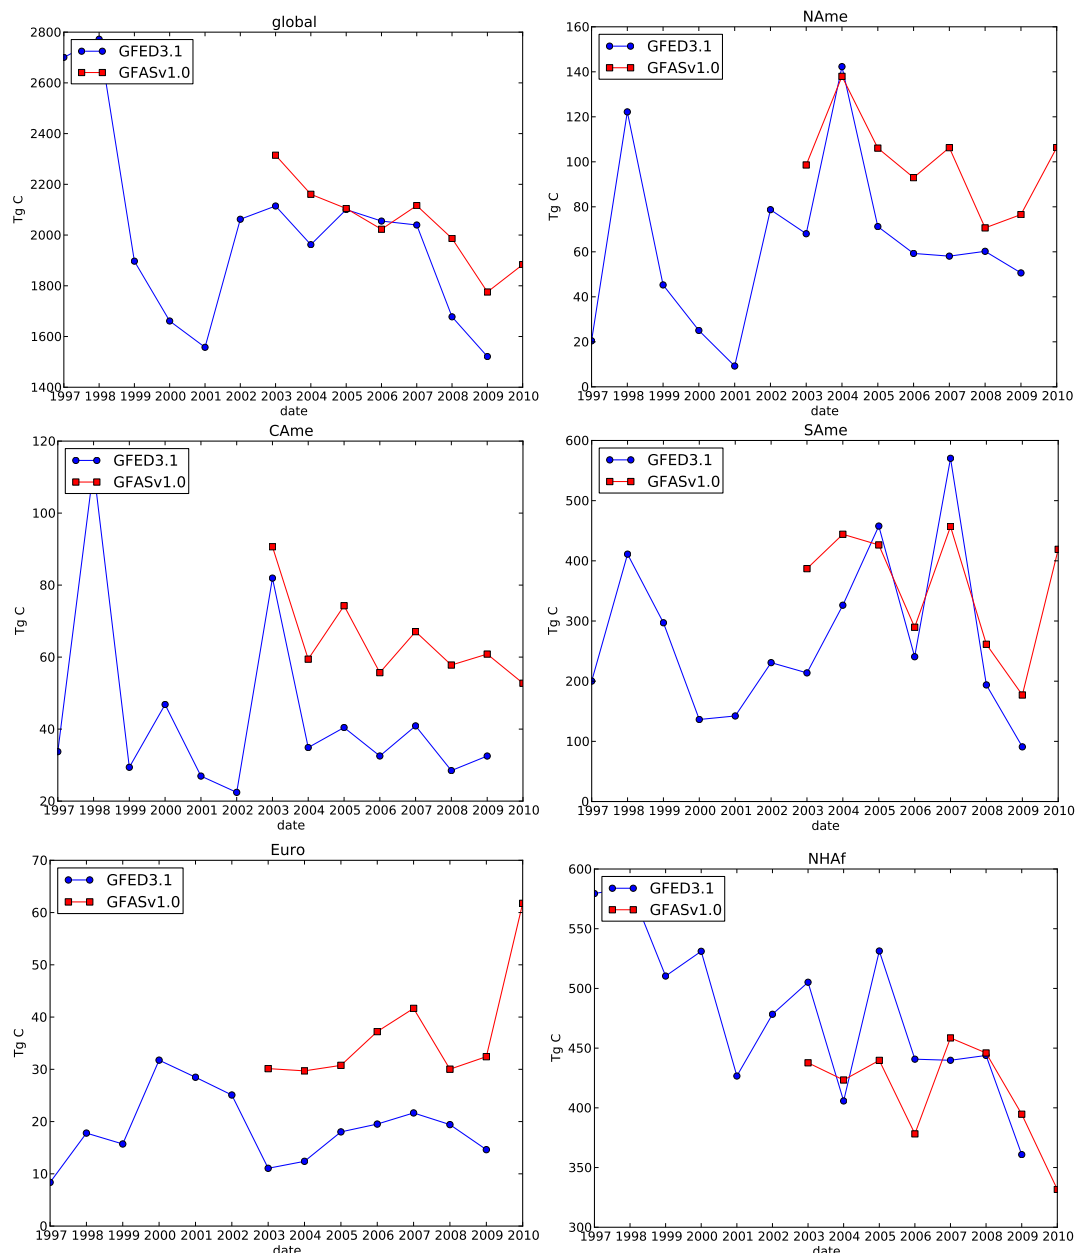 global
2800
2600
2400
2200
2000
1800
1600
1400
Tg C
GFED3.1
GFASv1.0
1997 1998 1999 2000 2001 2002 2003 2004 2005 2006 2007 2008 2009 2010
date
NAme
160
140
120
100
80
60
40
20
0
Tg C
GFED3.1
GFASv1.0
1997 1998 1999 2000 2001 2002 2003 2004 2005 2006 2007 2008 2009 2010
date
CAme
120
100
80
60
40
20
Tg C
GFED3.1
GFASv1.0
1997 1998 1999 2000 2001 2002 2003 2004 2005 2006 2007 2008 2009 2010
date
SAme
600
500
400
300
200
100
0
Tg C
GFED3.1
GFASv1.0
1997 1998 1999 2000 2001 2002 2003 2004 2005 2006 2007 2008 2009 2010
date
Euro
70
60
50
40
30
20
10
0
Tg C
GFED3.1
GFASv1.0
1997 1998 1999 2000 2001 2002 2003 2004 2005 2006 2007 2008 2009 2010
date
NHAf
600
550
500
450
400
350
300
Tg C
GFED3.1
GFASv1.0
1997 1998 1999 2000 2001 2002 2003 2004 2005 2006 2007 2008 2009 2010
date